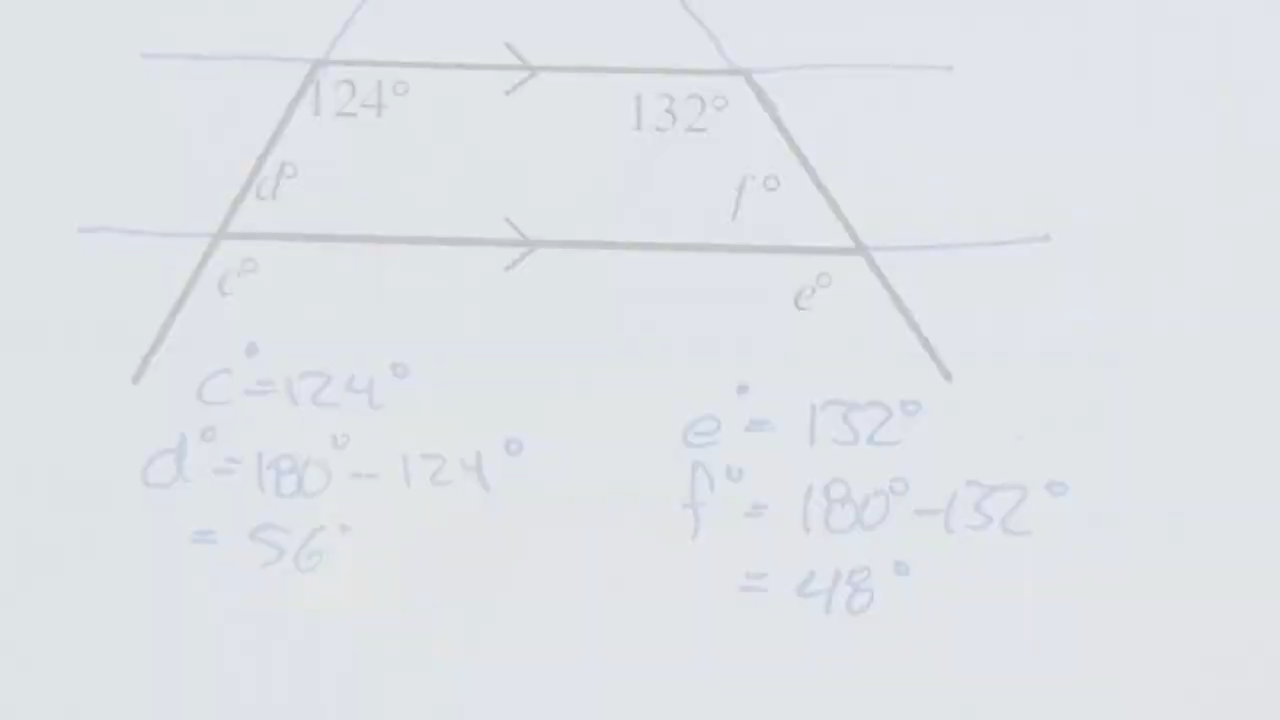 124° 132°
d° f°
c° e°
c° = 124°
d° = 180° - 124°
= 56°
e° = 132°
f° = 180° - 132°
= 48°